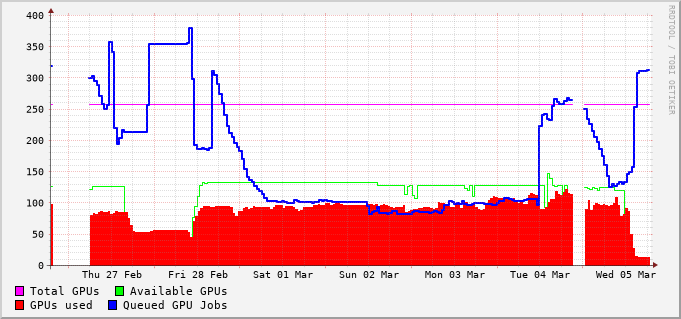 400
350
300
250
200
150
100
50
0
Thu 27 Feb Fri 28 Feb Sat 01 Mar Sun 02 Mar Mon 03 Mar Tue 04 Mar Wed 05 Mar
Total GPUs Available GPUs
GPUs used Queued GPU Jobs
RRDTOOL / TOBI OETIKER